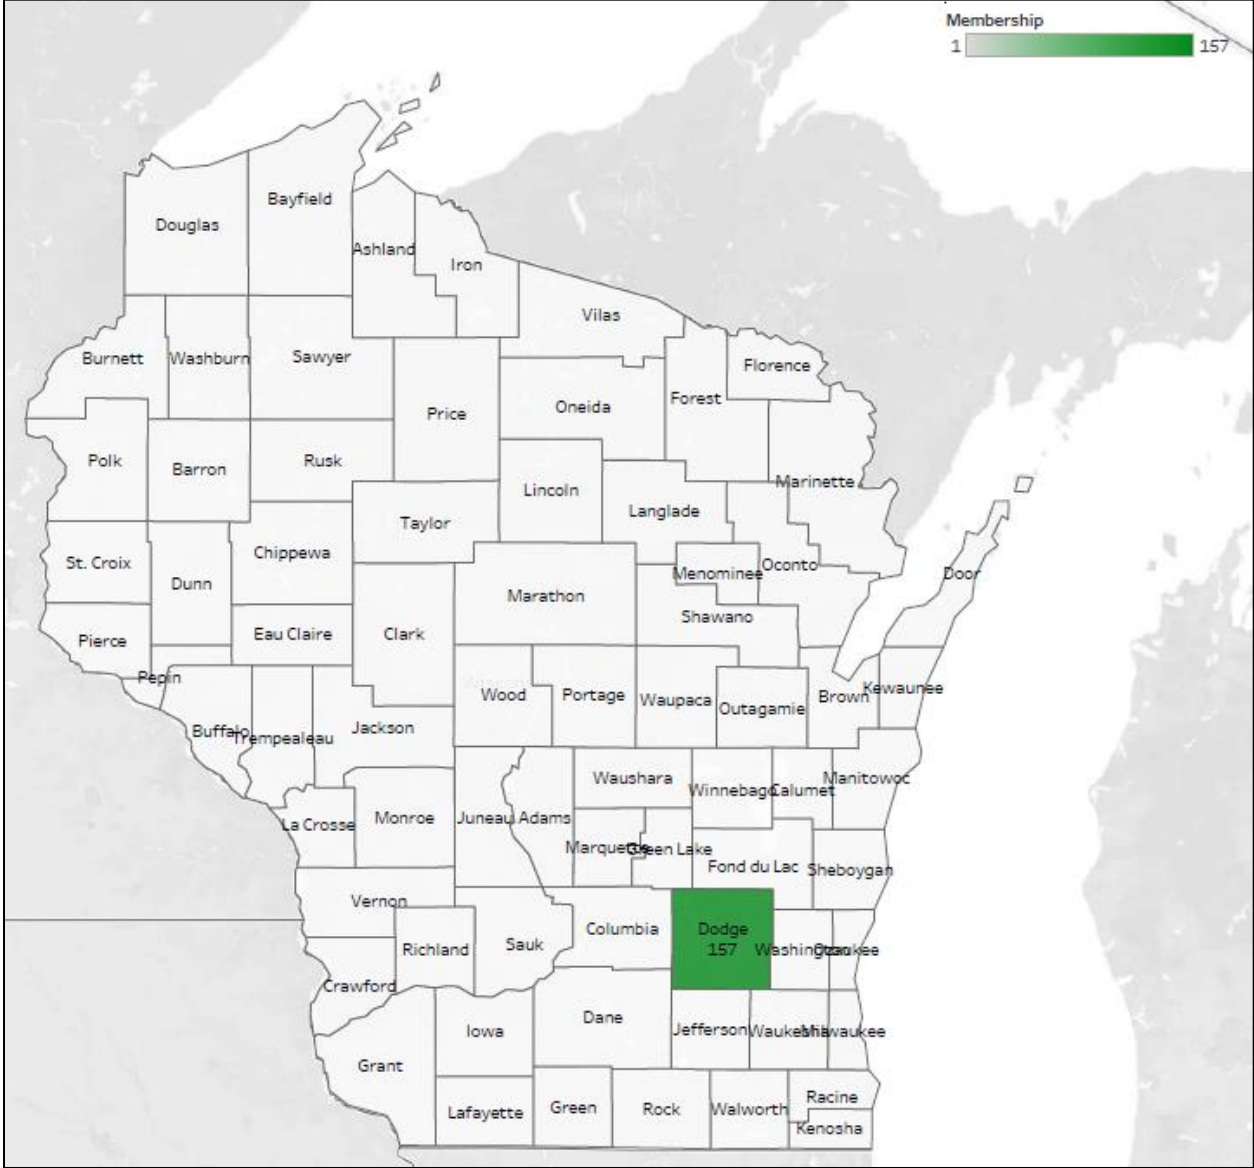 Membership
1 157
Bayfield
Douglas
Ashland
Iron
Vilas
Burnett
Washburn
Sawyer
Florence
Forest
Oneida
Price
Polk
Barron
Rusk
Marinette
Lincoln
Langlade
Taylor
Chippewa
St. Croix
Dunn
Menominee
Oconto
Door
Marathon
Shawano
Eau Claire
Clark
Pierce
Pepin
Wood
Portage
Waupaca
Outagamie
Brown
Kewaunee
Buffalo
Trempealeau
Jackson
Waushara
Winnebago
Calumet
Manitowoc
La Crosse
Monroe
Juneau
Adams
Marquette
Green Lake
Fond du Lac
Sheboygan
Vernon
Columbia
Dodge
157
Washington
Ozaukee
Richland
Sauk
Crawford
Dane
Iowa
Jefferson
Waukesha
Milwaukee
Grant
Lafayette
Green
Rock
Walworth
Racine
Kenosha